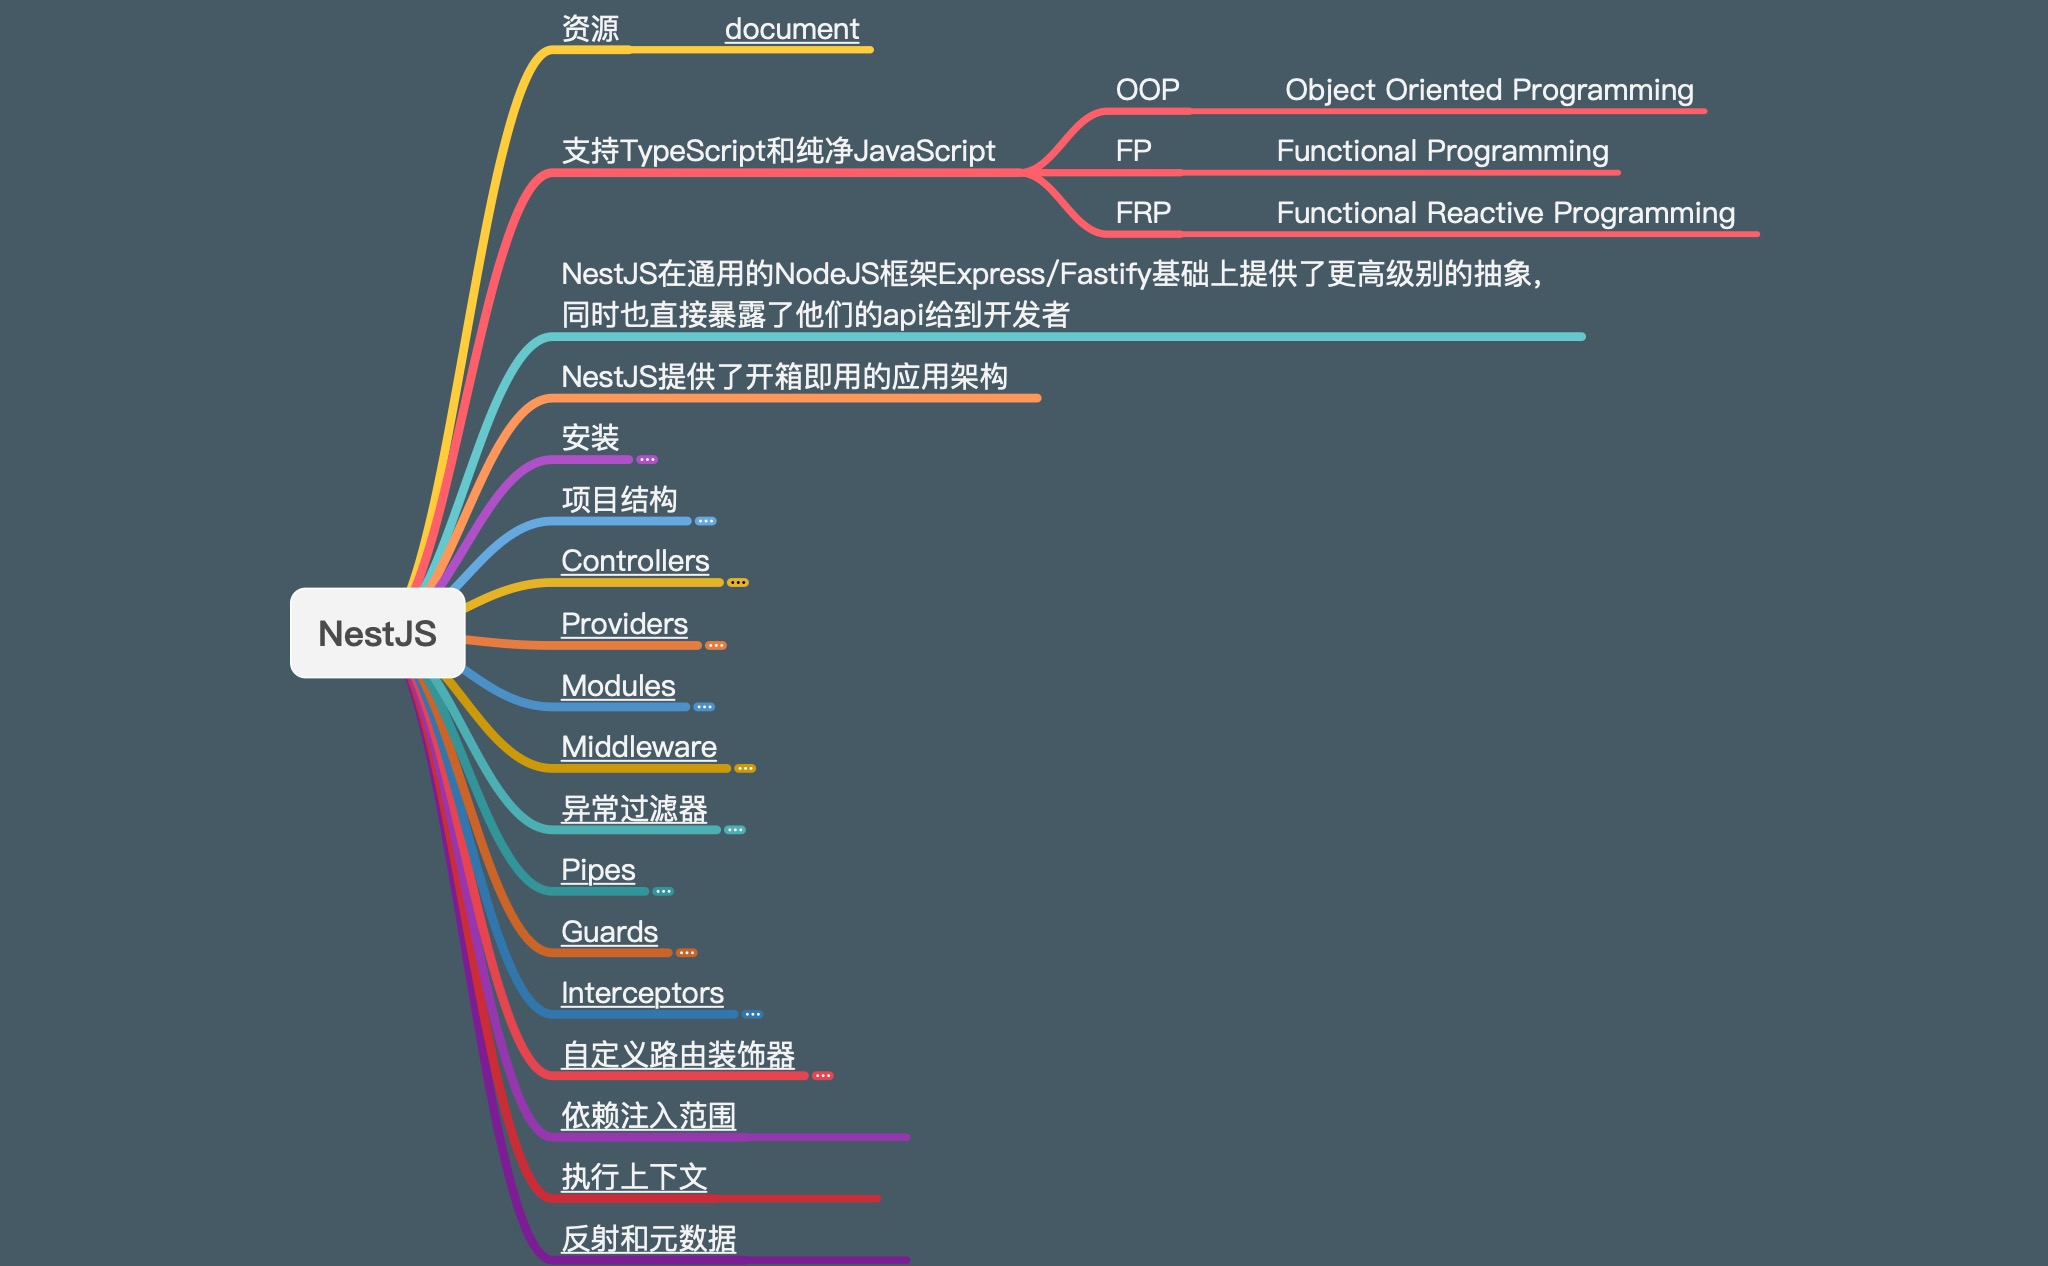 资源
document
OOP
Object Oriented Programming
支持TypeScript和纯净JavaScript
FP
Functional Programming
FRP
Functional Reactive Programming
NestJS在通用的NodeJS框架Express/Fastify基础上提供了更高级别的抽象,
同时也直接暴露了他们的api给到开发者
NestJS提供了开箱即用的应用架构
安装
项目结构
Controllers
Providers
NestJS
Modules
Middleware
异常过滤器
Pipes
Guards
Interceptors
自定义路由装饰器
依赖注入范围
执行上下文
反射和元数据